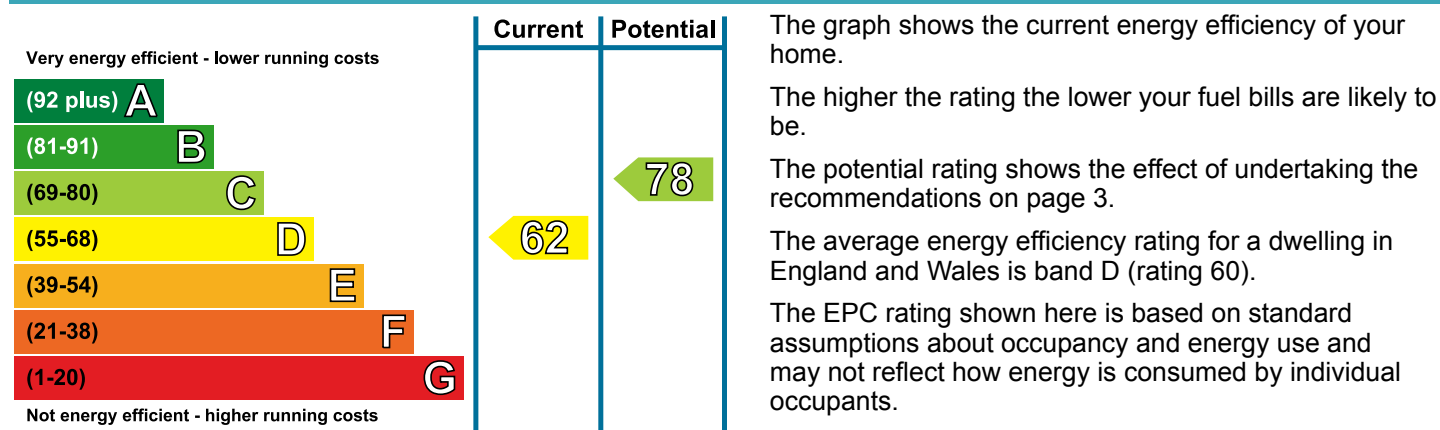 Current Potential
Very energy efficient - lower running costs
(92 plus) A
(81-91) B
(69-80) C
78
(55-68) D
62
(39-54) E
(21-38) F
(1-20) G
Not energy efficient - higher running costs
The graph shows the current energy efficiency of your
home.
The higher the rating the lower your fuel bills are likely to
be.
The potential rating shows the effect of undertaking the
recommendations on page 3.
The average energy efficiency rating for a dwelling in
England and Wales is band D (rating 60).
The EPC rating shown here is based on standard
assumptions about occupancy and energy use and
may not reflect how energy is consumed by individual
occupants.